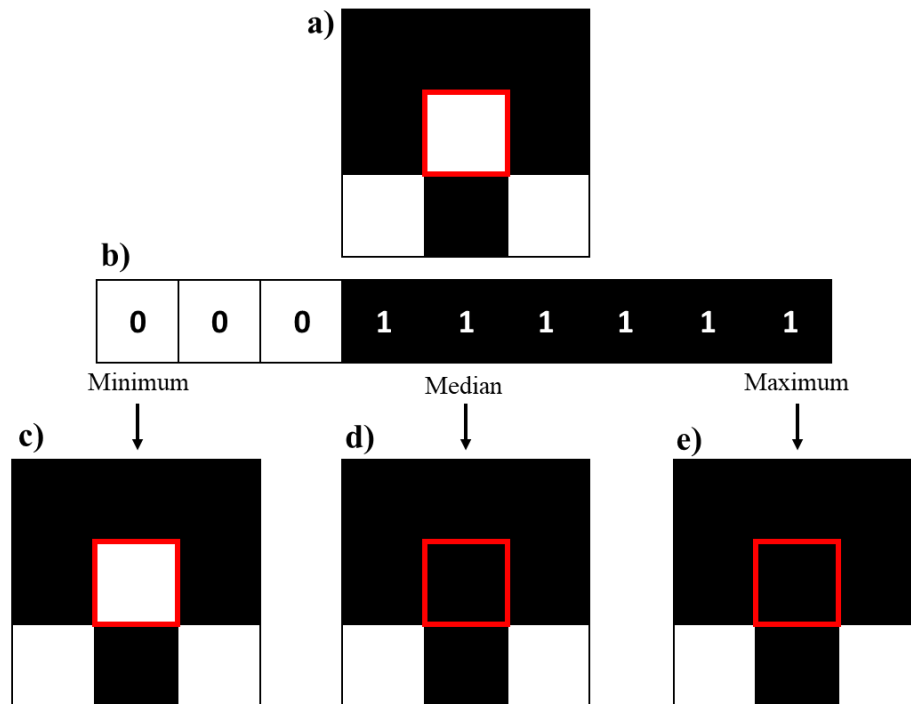 a)
b)
0 0 0 1 1 1 1 1 1
Minimum Median Maximum
c) d) e)